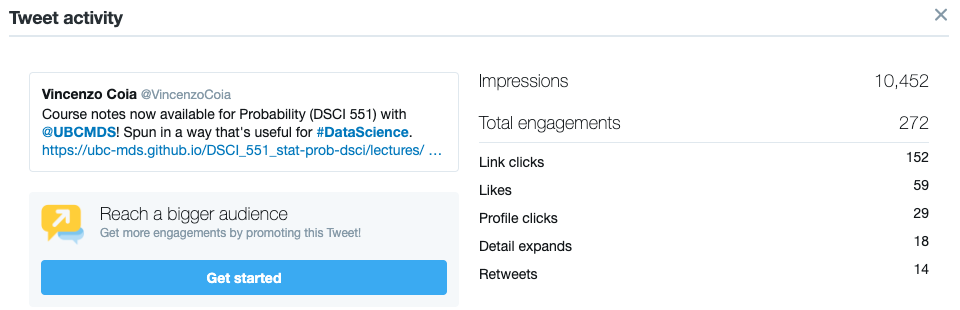 Tweet activity
Vincenzo Coia @VincenzoCoia
Course notes now available for Probability (DSCI 551) with
@UBCMDS! Spun in a way that's useful for #DataScience.
https://ubc-mds.github.io/DSCI_551_stat-prob-dsci/lectures/ …
Reach a bigger audience
Get more engagements by promoting this Tweet!
Get started
Impressions 10,452
Total engagements 272
Link clicks 152
Likes 59
Profile clicks 29
Detail expands 18
Retweets 14